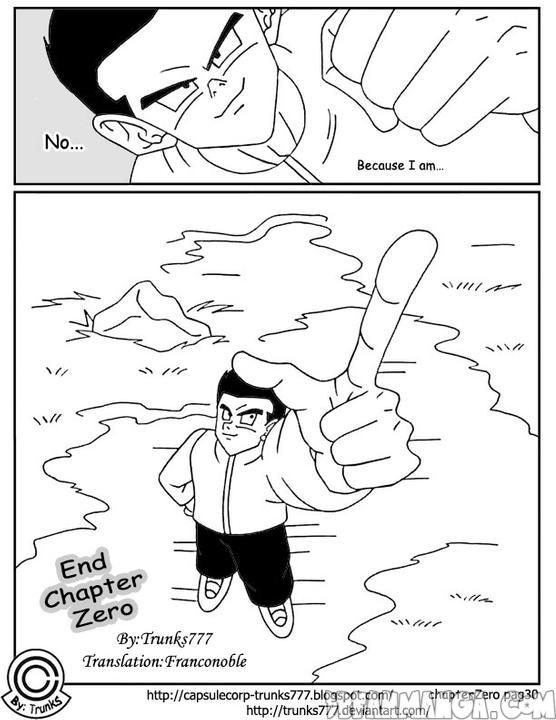 No...
Because I am...
End
Chapter
Zero
By:Trunks777
Translation:Franconoble
By: Trunks
http://capsulecorp-trunks777.blogspot.com/ chapterZero pag30
http://trunks777.deviantart.com/